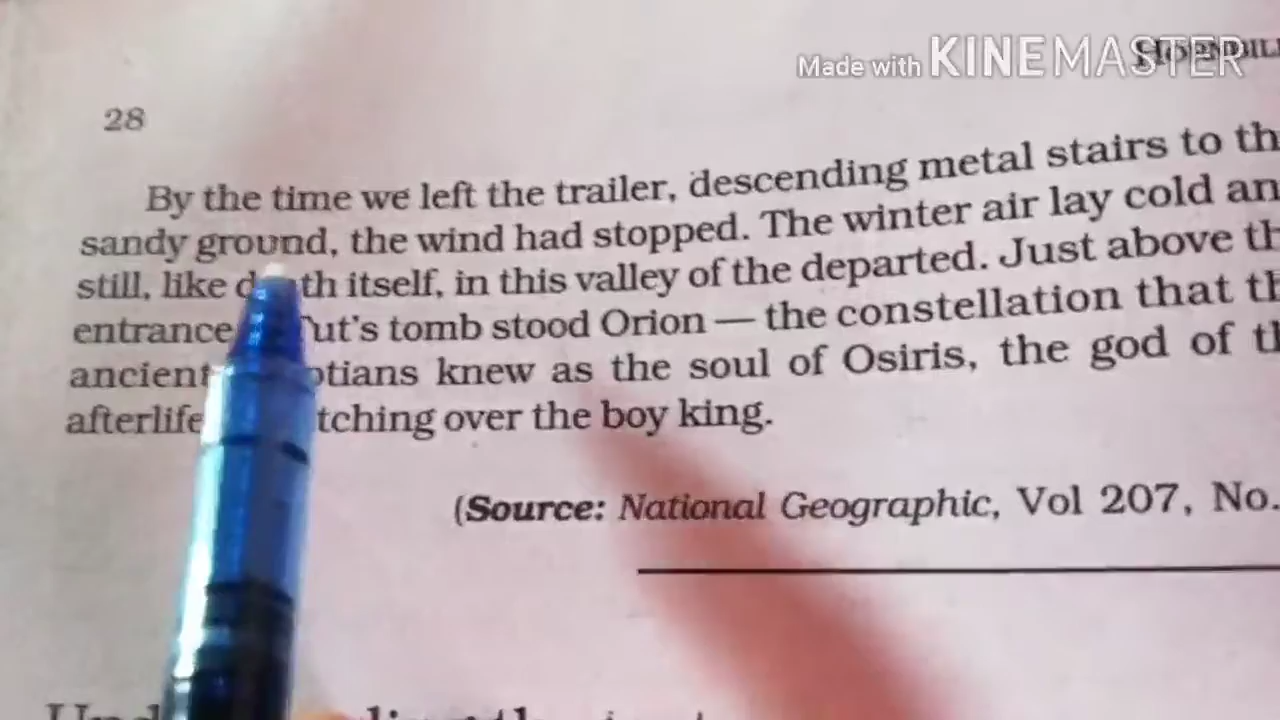 Made with KINEMASTER
HORNBILL
28
By the time we left the trailer, descending metal stairs to th
sandy ground, the wind had stopped. The winter air lay cold an
still, like d th itself, in this valley of the departed. Just above th
entrance ut's tomb stood Orion — the constellation that th
ancient ptians knew as the soul of Osiris, the god of th
afterlife tching over the boy king.
(Source: National Geographic, Vol 207, No.